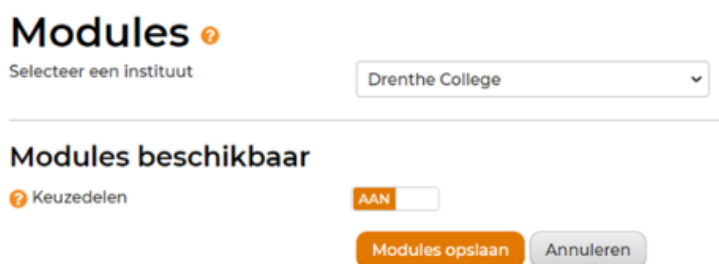 Modules ?
Selecteer een instituut
Drenthe College
Modules beschikbaar
? Keuzedelen
AAN
Modules opslaan
Annuleren